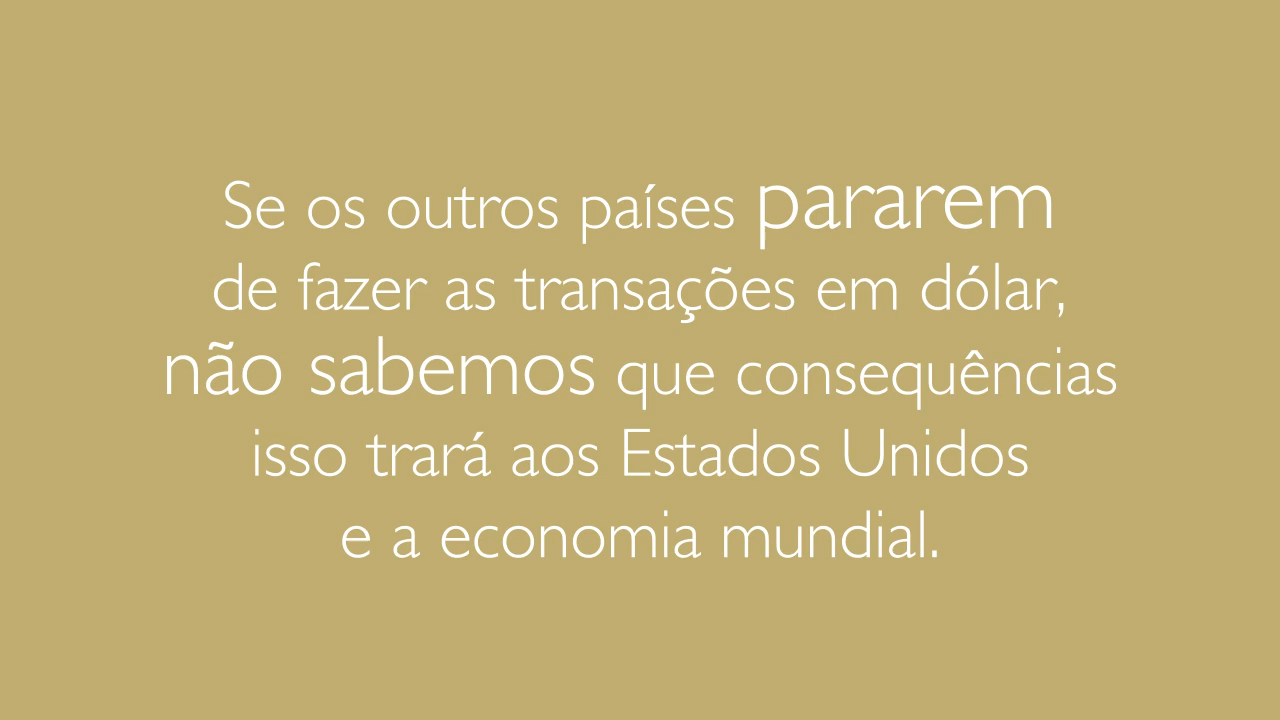 Se os outros países pararem
de fazer as transações em dólar,
não sabemos que consequências
isso trará aos Estados Unidos
e a economia mundial.